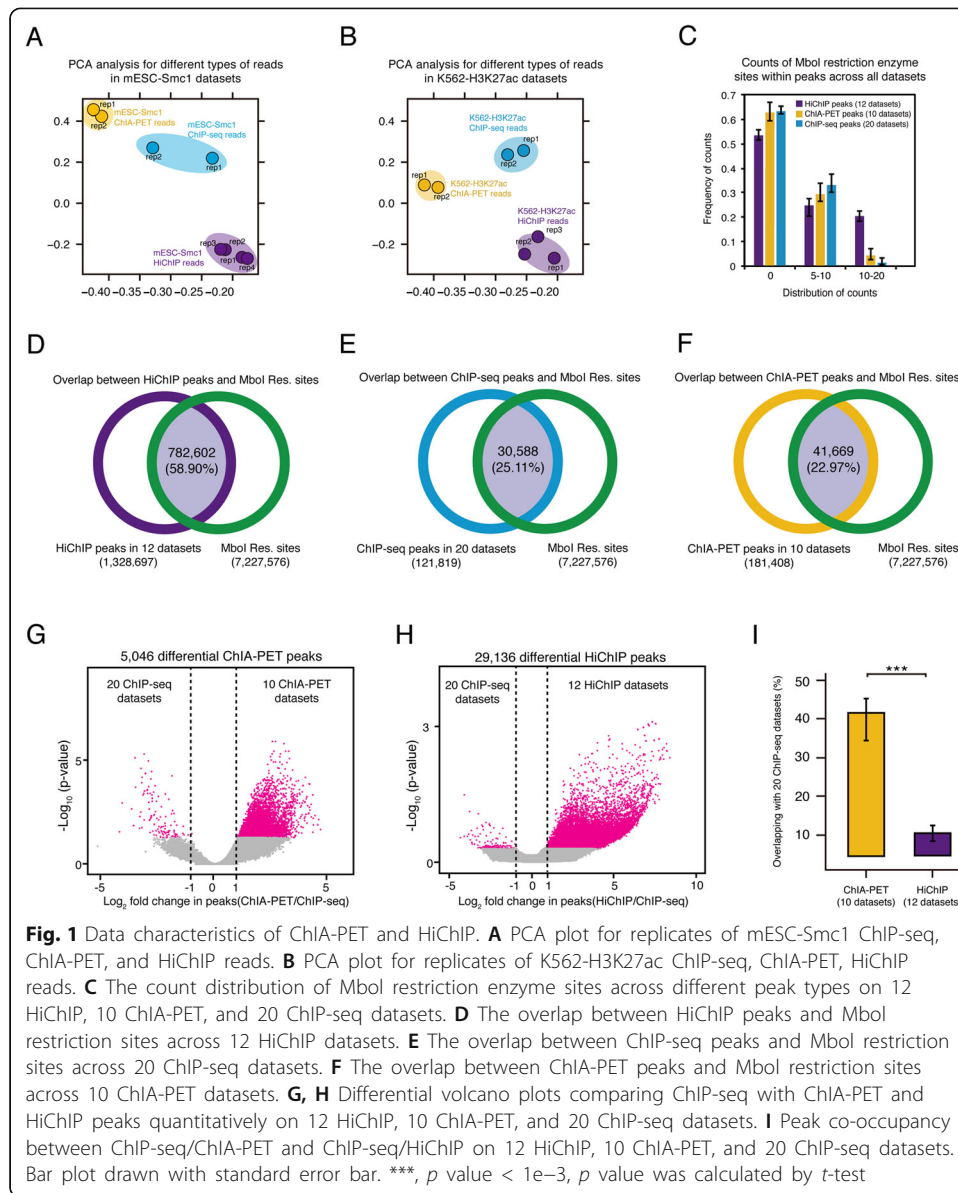 A
PCA analysis for different types of reads
in mESC-Smc1 datasets
0.4
0.2
0.0
−0.2
−0.40 −0.35 −0.30 −0.25 −0.20
rep1
rep2
mESC-Smc1
ChIA-PET reads
mESC-Smc1
ChIP-seq reads
rep2
rep1
mESC-Smc1
HiChIP reads
rep3
rep2
rep1
rep4
B
PCA analysis for different types of reads
in K562-H3K27ac datasets
0.4
0.2
0.0
−0.2
−0.40 −0.35 −0.30 −0.25 −0.20
K562-H3K27ac
ChIP-seq reads
rep1
rep2
rep1
rep2
K562-H3K27ac
ChIA-PET reads
K562-H3K27ac
HiChIP reads
rep3
rep2
rep1
C
Counts of MboI restriction enzyme
sites within peaks across all datasets
HiChIP peaks (12 datasets)
ChIA-PET peaks (10 datasets)
ChIP-seq peaks (20 datasets)
Frequency of counts
0.7
0.6
0.5
0.4
0.3
0.2
0.1
0
0 5-10 10-20
Distribution of counts
D
Overlap between HiChIP peaks and MboI Res. sites
782,602
(58.90%)
HiChIP peaks in 12 datasets
(1,328,697)
MboI Res. sites
(7,227,576)
E
Overlap between ChIP-seq peaks and MboI Res. sites
30,588
(25.11%)
ChIP-seq peaks in 20 datasets
(121,819)
MboI Res. sites
(7,227,576)
F
Overlap between ChIA-PET peaks and MboI Res. sites
41,669
(22.97%)
ChIA-PET peaks in 10 datasets
(181,408)
MboI Res. sites
(7,227,576)
G
5,046 differential ChIA-PET peaks
20 ChIP-seq
datasets
10 ChIA-PET
datasets
-Log10 (p-value)
5
0
-5 -1 0 1 5
Log2 fold change in peaks(ChIA-PET/ChIP-seq)
H
29,136 differential HiChIP peaks
20 ChIP-seq
datasets
12 HiChIP datasets
-Log10 (p-value)
3
0
-5 -1 0 1 5 10
Log2 fold change in peaks(HiChIP/ChIP-seq)
I
***
Overlapping with 20 ChIP-seq datasets (%)
50
40
30
20
10
ChIA-PET
(10 datasets)
HiChIP
(12 datasets)
Fig. 1 Data characteristics of ChIA-PET and HiChIP. A PCA plot for replicates of mESC-Smc1 ChIP-seq,
ChIA-PET, and HiChIP reads. B PCA plot for replicates of K562-H3K27ac ChIP-seq, ChIA-PET, HiChIP
reads. C The count distribution of MboI restriction enzyme sites across different peak types on 12
HiChIP, 10 ChIA-PET, and 20 ChIP-seq datasets. D The overlap between HiChIP peaks and MboI
restriction sites across 12 HiChIP datasets. E The overlap between ChIP-seq peaks and MboI restriction
sites across 20 ChIP-seq datasets. F The overlap between ChIA-PET peaks and MboI restriction sites
across 10 ChIA-PET datasets. G, H Differential volcano plots comparing ChIP-seq with ChIA-PET and
HiChIP peaks quantitatively on 12 HiChIP, 10 ChIA-PET, and 20 ChIP-seq datasets. I Peak co-occupancy
between ChIP-seq/ChIA-PET and ChIP-seq/HiChIP on 12 HiChIP, 10 ChIA-PET, and 20 ChIP-seq datasets.
Bar plot drawn with standard error bar. ***, p value < 1e−3, p value was calculated by t-test